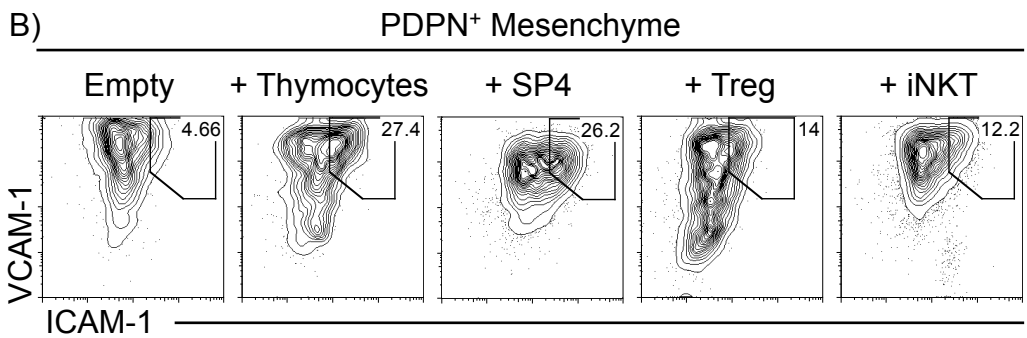 B)
PDPN⁺ Mesenchyme
Empty
+ Thymocytes
+ SP4
+ Treg
+ iNKT
4.66
27.4
26.2
14
12.2
VCAM-1
ICAM-1